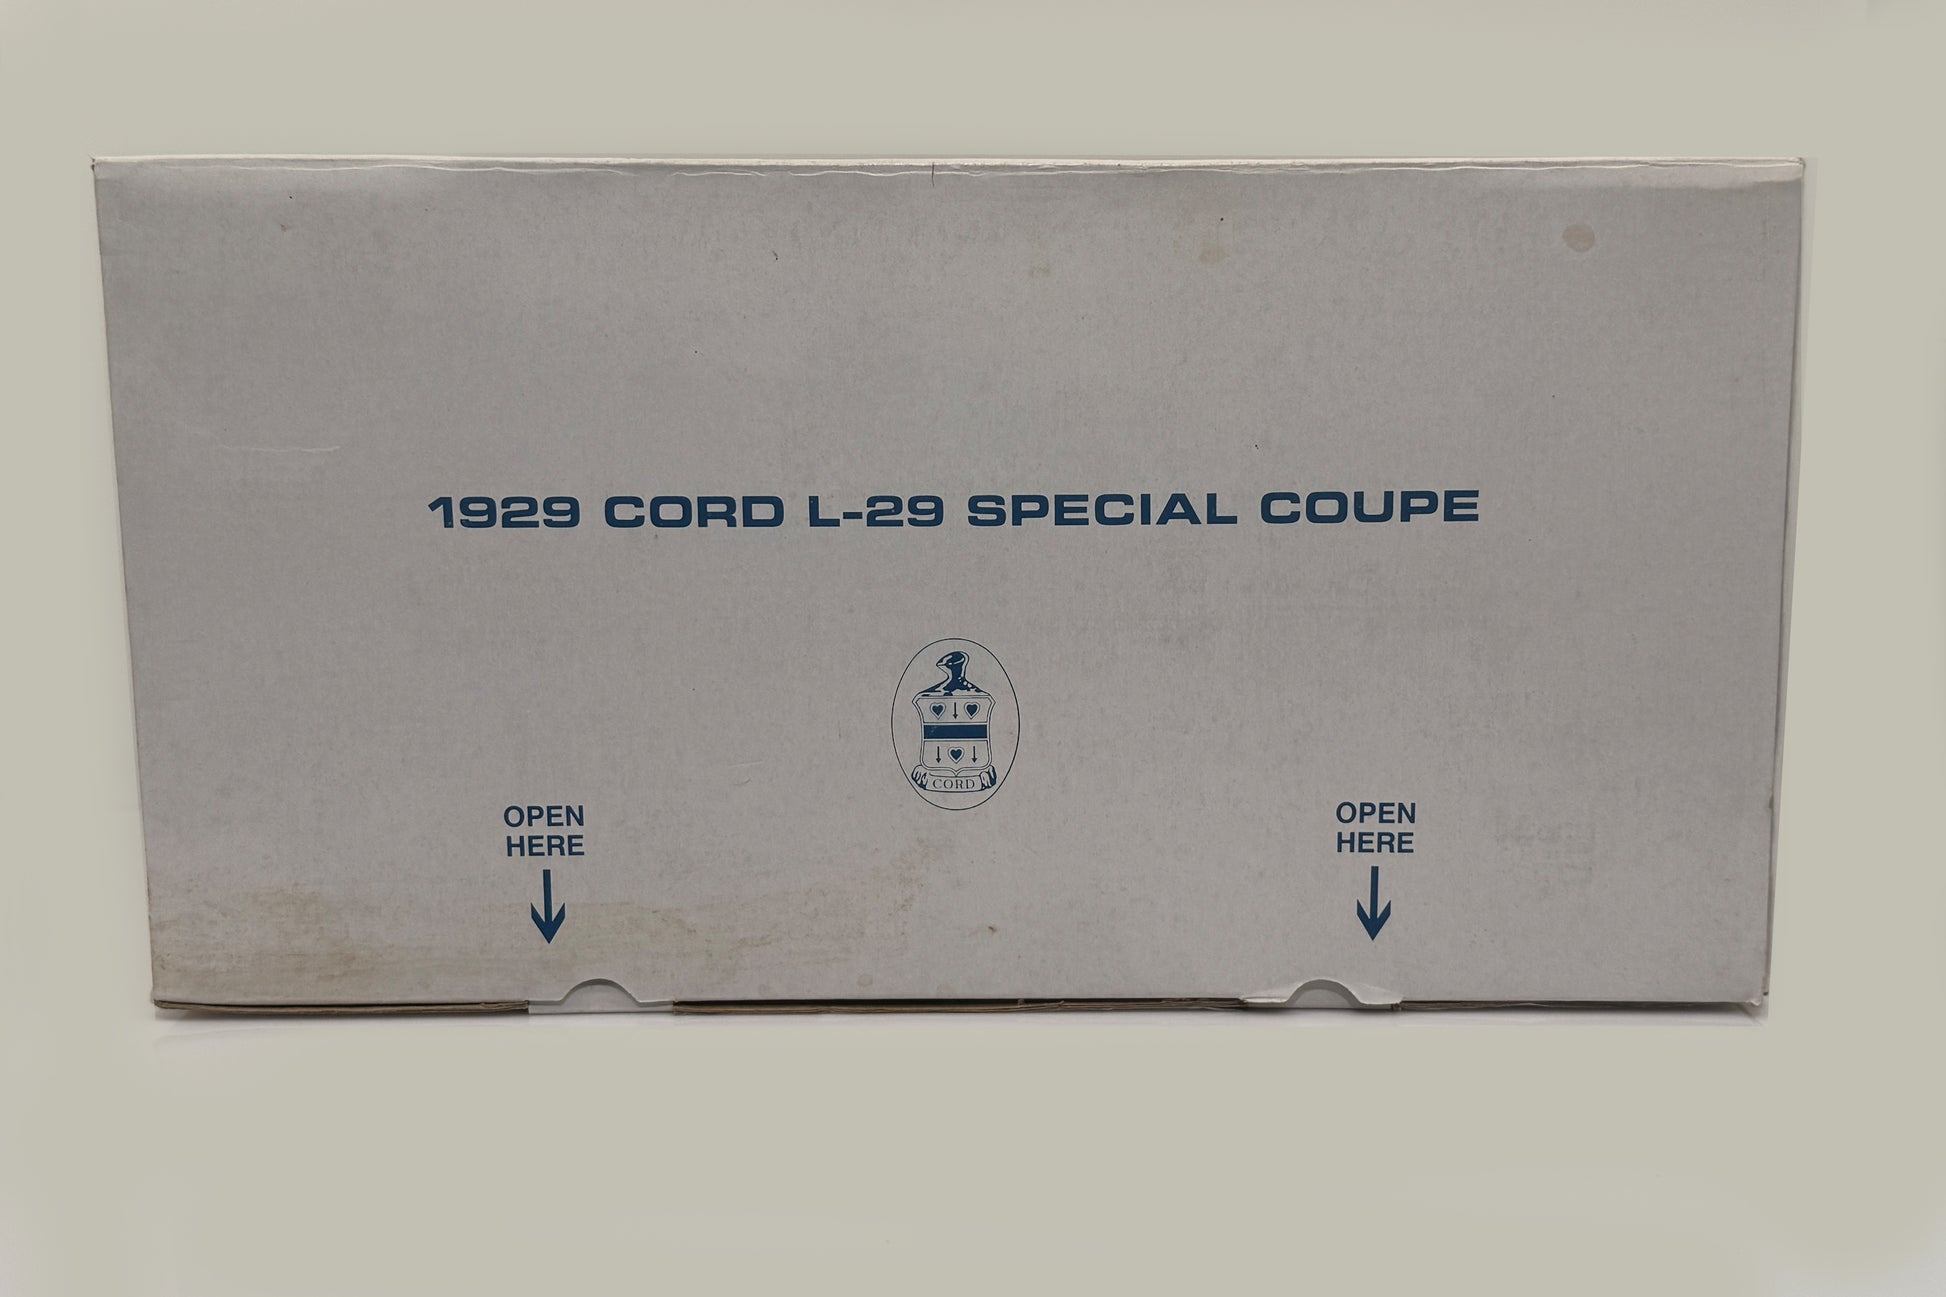 1929 CORD L-29 SPECIAL COUPE
CORD
OPEN
HERE
OPEN
HERE